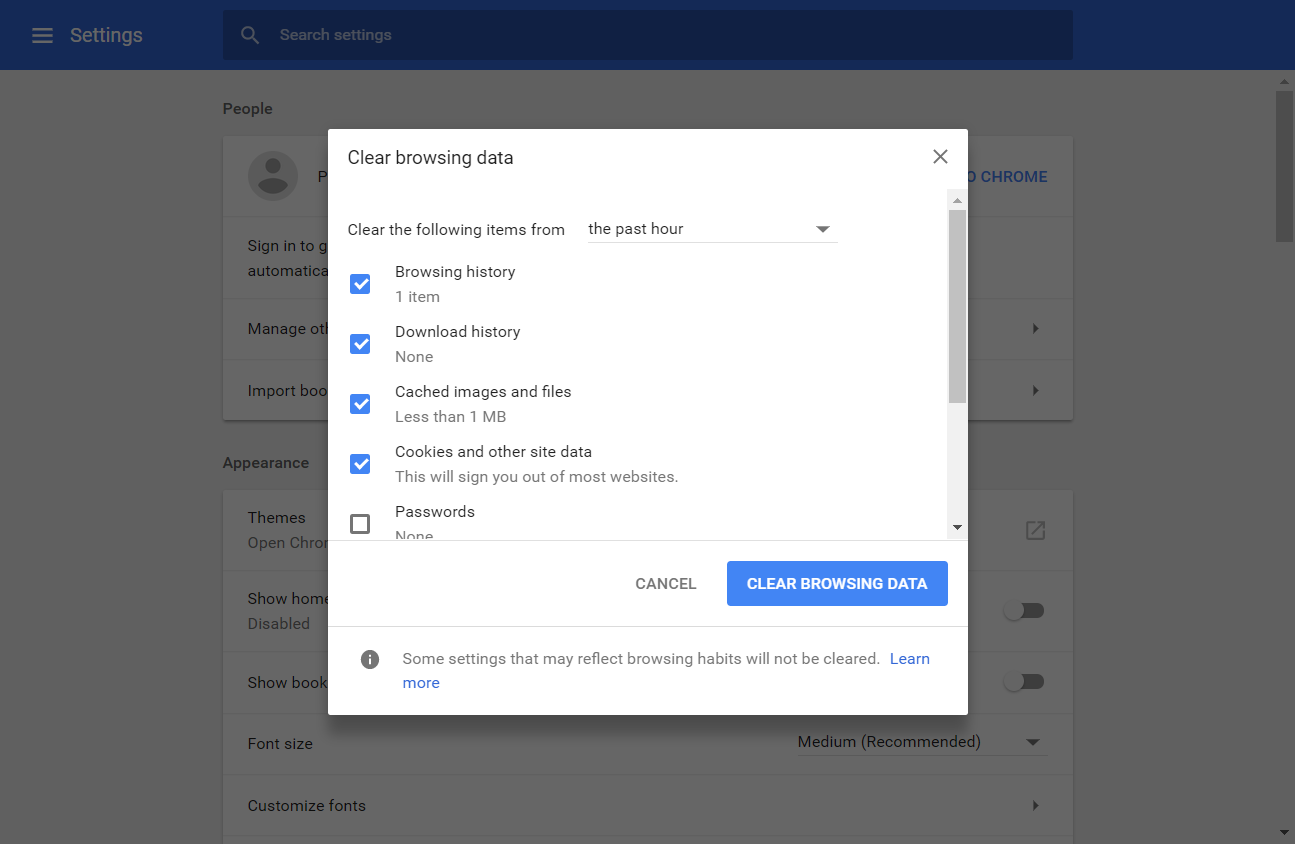 Settings
Search settings
People
Clear browsing data
P
O CHROME
Clear the following items from the past hour
Sign in to g
automatica
Browsing history
1 item
Manage oth
Download history
None
Import boo
Cached images and files
Less than 1 MB
Appearance
Cookies and other site data
This will sign you out of most websites.
Themes
Open Chror
Passwords
None
CANCEL
CLEAR BROWSING DATA
Show home
Disabled
Some settings that may reflect browsing habits will not be cleared. Learn
more
Show book
Font size
Medium (Recommended)
Customize fonts